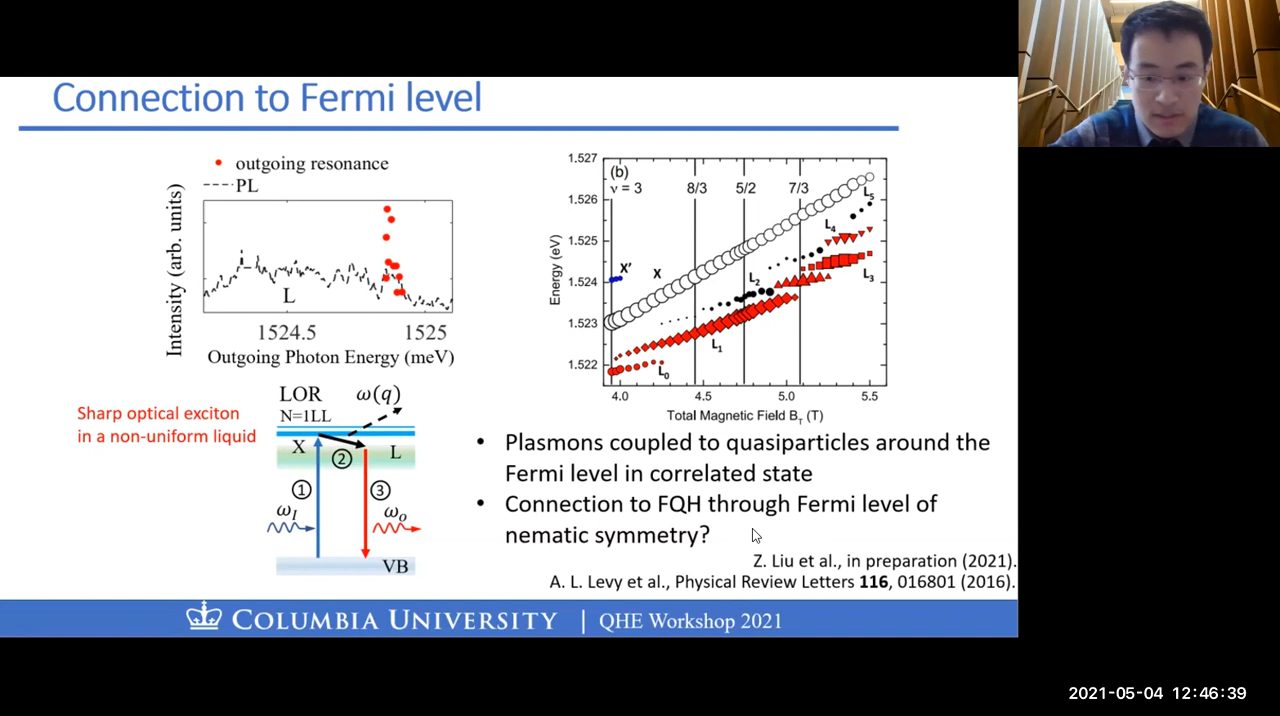 Connection to Fermi level
outgoing resonance
PL
Intensity (arb. units)
L
1524.5
1525
Outgoing Photon Energy (meV)
Sharp optical exciton
in a non-uniform liquid
LOR
ω(q)
N=1LL
X
L
②
①
③
ω_I
ω_o
VB
(b)
ν = 3
8/3
5/2
7/3
1.527
1.526
1.525
1.524
1.523
1.522
Energy (eV)
X'
X
L₀
L₁
L₂
L₃
L₄
L₅
4.0
4.5
5.0
5.5
Total Magnetic Field B_T (T)
• Plasmons coupled to quasiparticles around the
Fermi level in correlated state
• Connection to FQH through Fermi level of
nematic symmetry?
Z. Liu et al., in preparation (2021).
A. L. Levy et al., Physical Review Letters 116, 016801 (2016).
COLUMBIA UNIVERSITY | QHE Workshop 2021
2021-05-04 12:46:39